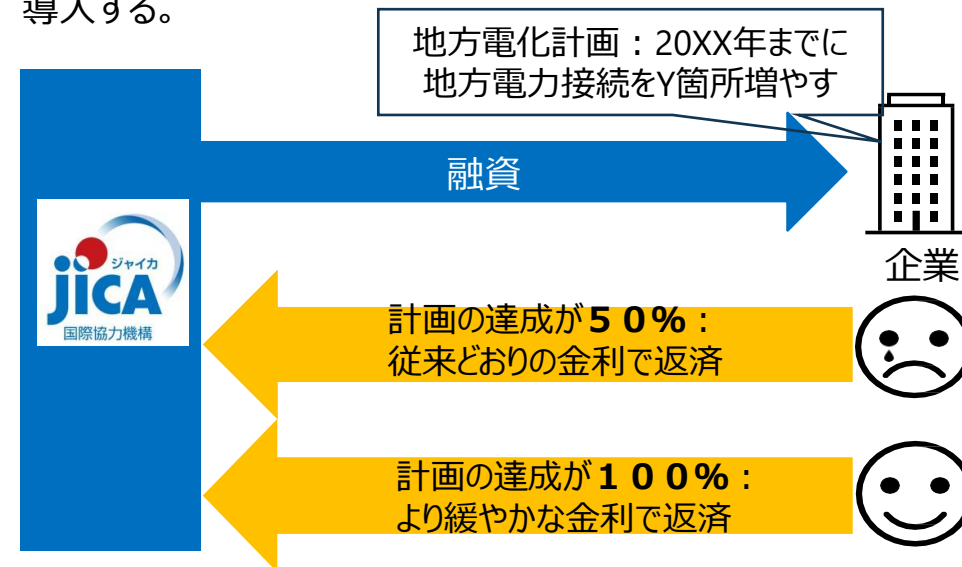 導入する。
地方電化計画：20XX年までに
地方電力接続をY箇所増やす
融資
ジャイカ
jICA
国際協力機構
企業
計画の達成が５０%：
従来どおりの金利で返済
計画の達成が１００%：
より緩やかな金利で返済